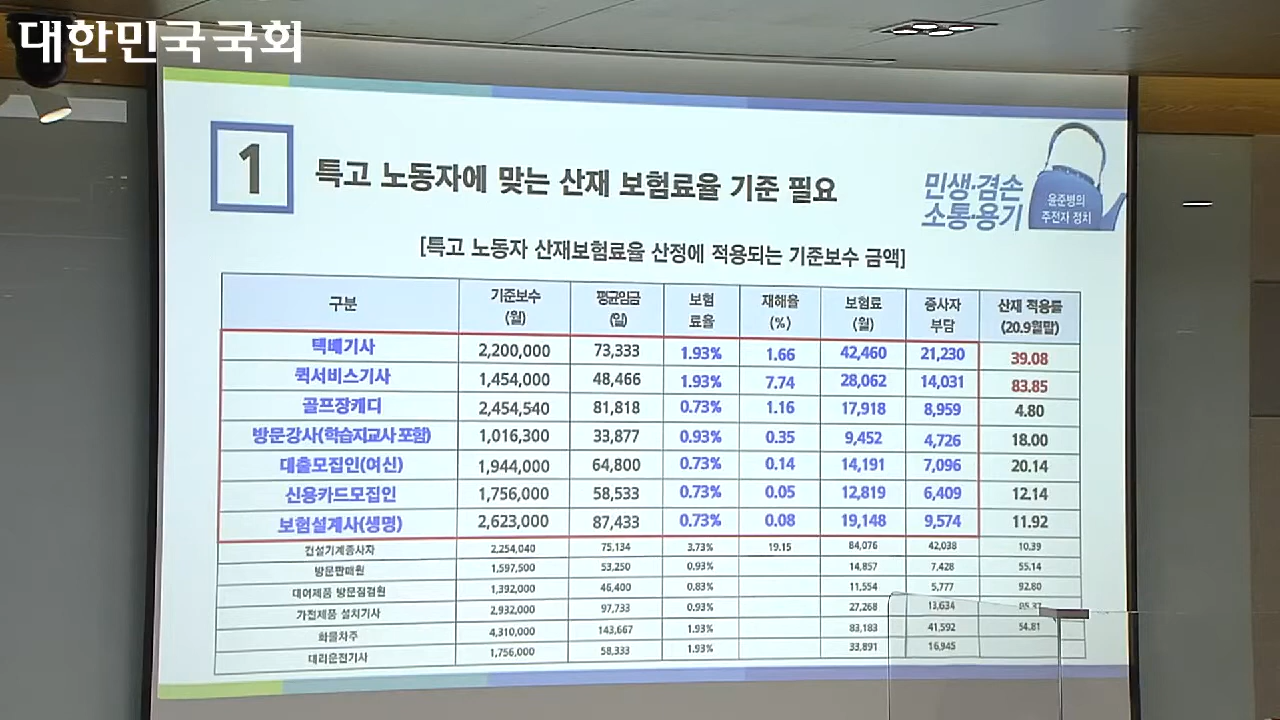 대한민국국회
1
특고 노동자에 맞는 산재 보험료율 기준 필요
민생·겸손
소통·용기
윤준병의
주전자 정치
[특고 노동자 산재보험료율 산정에 적용되는 기준보수 금액]
구분 기준보수 (월) 평균임금 (일) 보험 료율 재해율 (%) 보험료 (월) 종사자 부담 산재 적용률 (20.9월말)
택배기사 2,200,000 73,333 1.93% 1.66 42,460 21,230 39.08
퀵서비스기사 1,454,000 48,466 1.93% 7.74 28,062 14,031 83.85
골프장캐디 2,454,540 81,818 0.73% 1.16 17,918 8,959 4.80
방문강사(학습지교사 포함) 1,016,300 33,877 0.93% 0.35 9,452 4,726 18.00
대출모집인(여신) 1,944,000 64,800 0.73% 0.14 14,191 7,096 20.14
신용카드모집인 1,756,000 58,533 0.73% 0.05 12,819 6,409 12.14
보험설계사(생명) 2,623,000 87,433 0.73% 0.08 19,148 9,574 11.92
건설기계종사자 2,254,040 75,134 3.73% 19.15 84,076 42,038 10.39
방문판매원 1,597,500 53,250 0.93% 14,857 7,428 55.14
대여제품 방문점검원 1,392,000 46,400 0.83% 11,554 5,777 92.80
가전제품 설치기사 2,932,000 97,733 0.93% 27,268 13,634
화물차주 4,310,000 143,667 1.93% 83,183 41,592 54.81
대리운전기사 1,756,000 58,333 1.93% 33,891 16,945